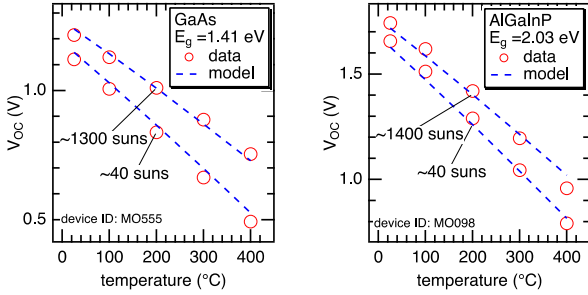 GaAs
E_g =1.41 eV
data
model
1.0
0.5
V_OC (V)
~1300 suns
~40 suns
device ID: MO555
0 100 200 300 400
temperature (°C)
AlGaInP
E_g =2.03 eV
data
model
1.5
1.0
V_OC (V)
~1400 suns
~40 suns
device ID: MO098
0 100 200 300 400
temperature (°C)